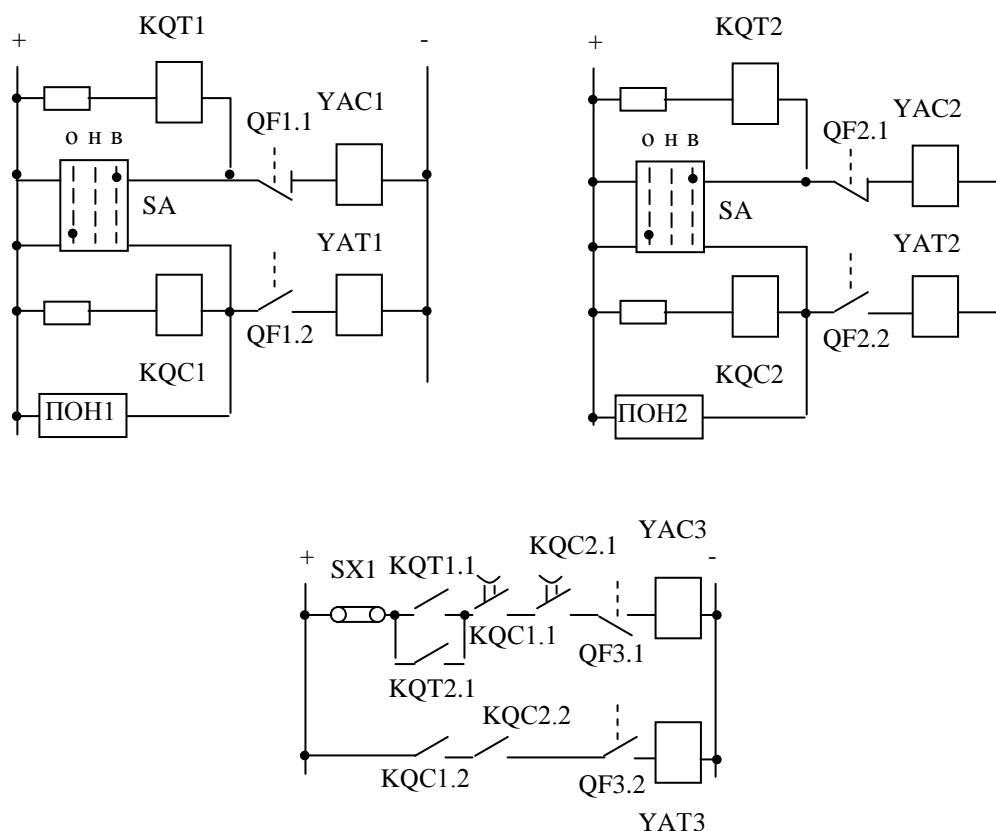 KQT1
+
-
YAC1
QF1.1
о н в
SA
YAT1
QF1.2
KQC1
ПОН1
KQT2
+
YAC2
QF2.1
о н в
SA
YAT2
QF2.2
KQC2
ПОН2
YAC3
KQC2.1
+
-
KQT1.1
SX1
KQC1.1
QF3.1
KQT2.1
KQC2.2
KQC1.2
QF3.2
YAT3